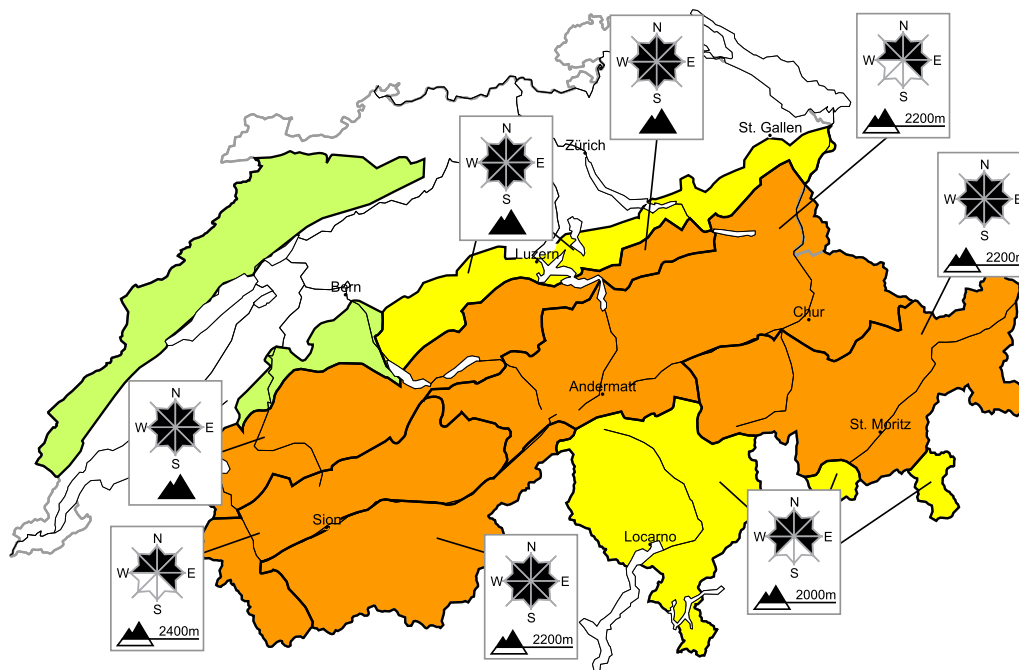 N
W E
S
N
W E
S
2200m
N
W E
S
St. Gallen
Zürich
N
W E
S
2200m
Luzern
Bern
Chur
Andermatt
N
W E
S
St. Moritz
Sion
N
W E
S
2000m
Locarno
N
W E
S
2400m
N
W E
S
2200m